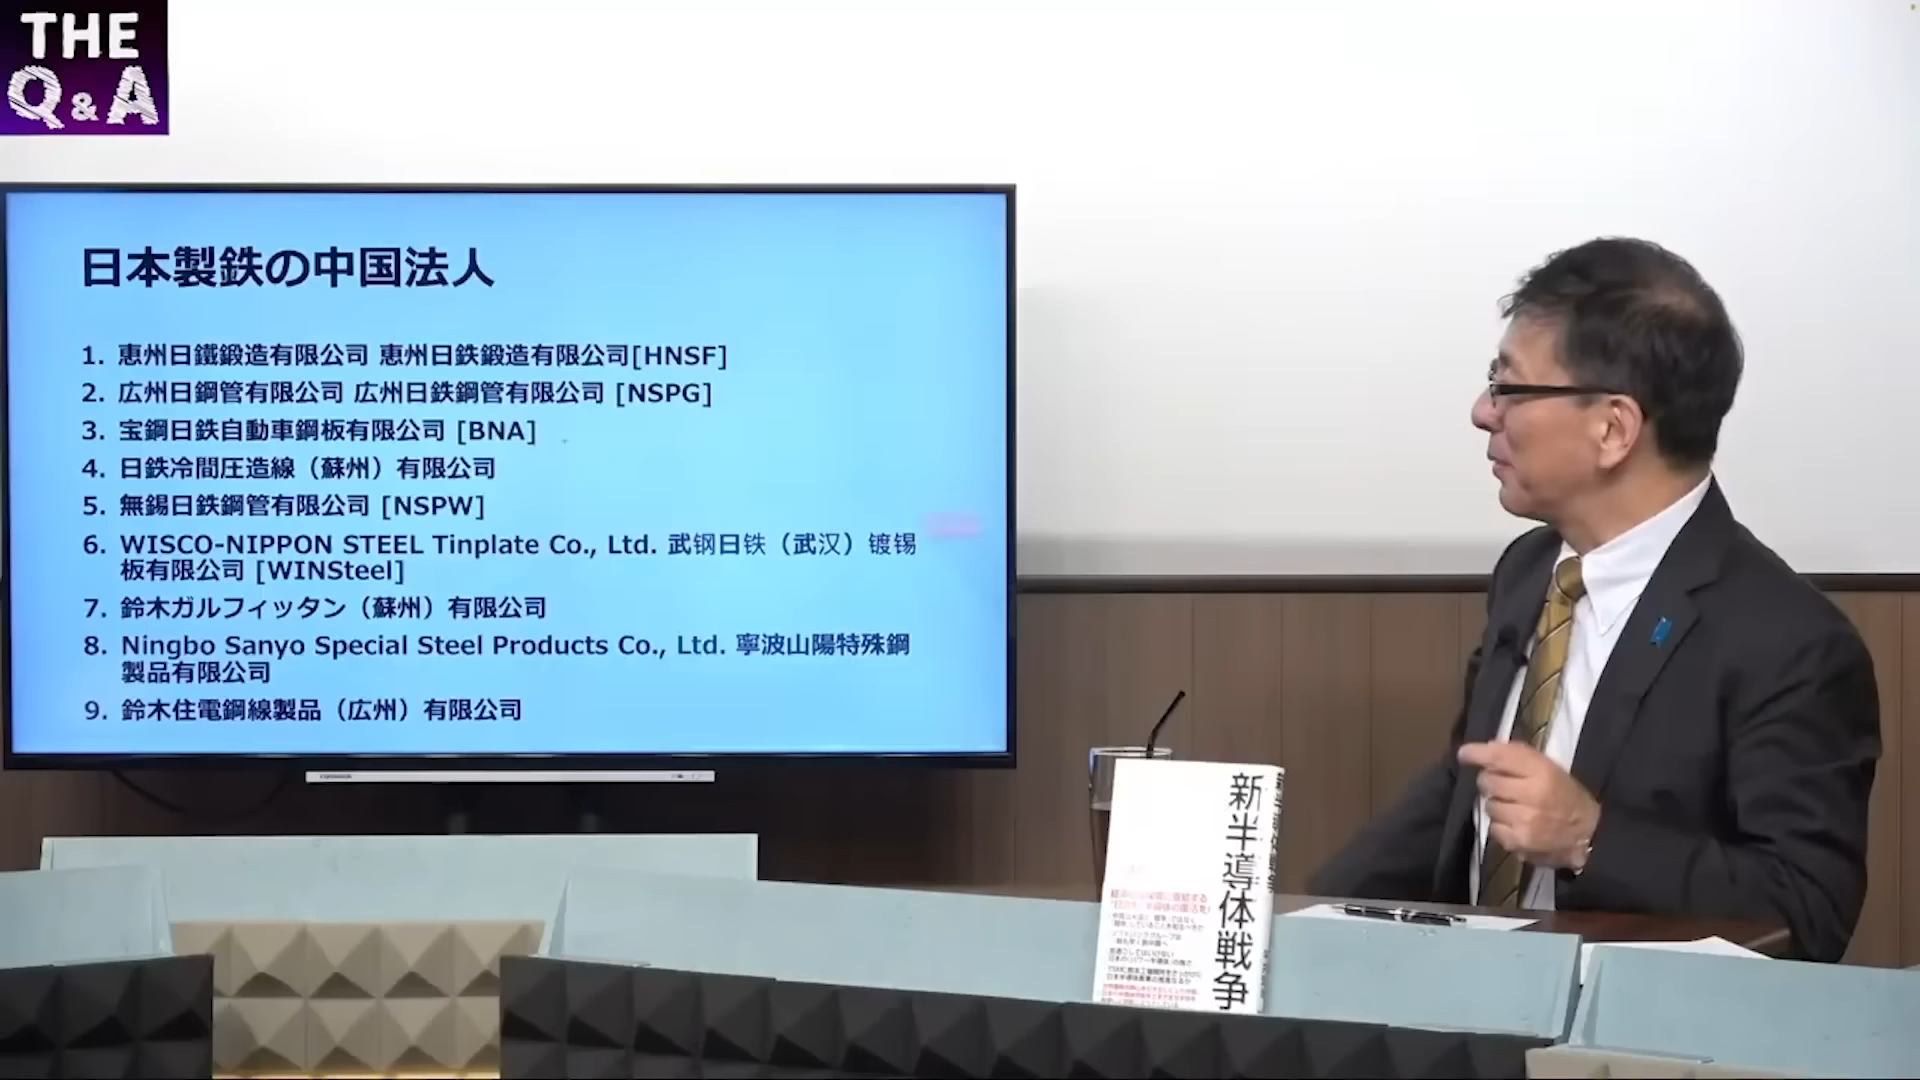 THE
Q&A
日本製鉄の中国法人
1. 恵州日鐵鍛造有限公司 恵州日鉄鍛造有限公司[HNSF]
2. 広州日鋼管有限公司 広州日鉄鋼管有限公司 [NSPG]
3. 宝鋼日鉄自動車鋼板有限公司 [BNA]
4. 日鉄冷間圧造線（蘇州）有限公司
5. 無錫日鉄鋼管有限公司 [NSPW]
6. WISCO-NIPPON STEEL Tinplate Co., Ltd. 武钢日铁（武汉）镀锡
板有限公司 [WINSteel]
7. 鈴木ガルフィッタン（蘇州）有限公司
8. Ningbo Sanyo Special Steel Products Co., Ltd. 寧波山陽特殊鋼
製品有限公司
9. 鈴木住電鋼線製品（広州）有限公司
新半導体戦争